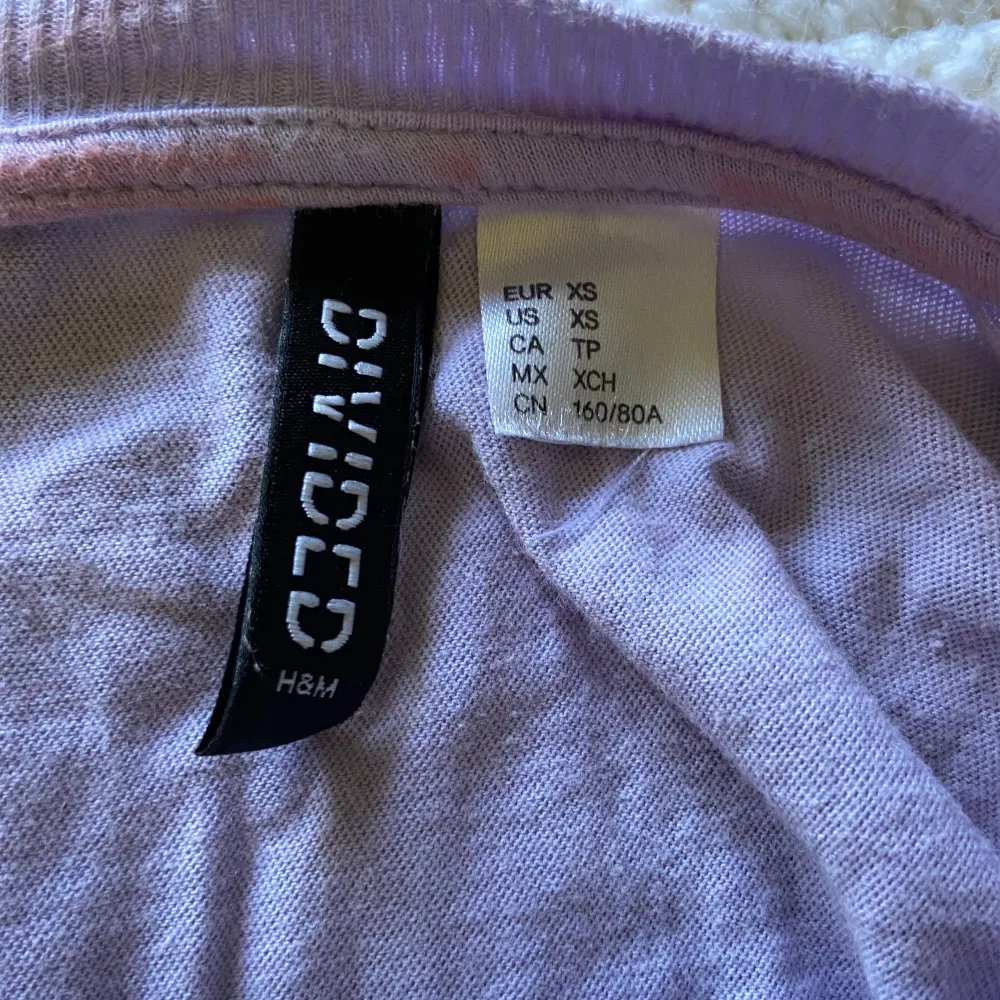 DIVIDED
H&M
EUR XS
US XS
CA TP
MX XCH
CN 160/80A